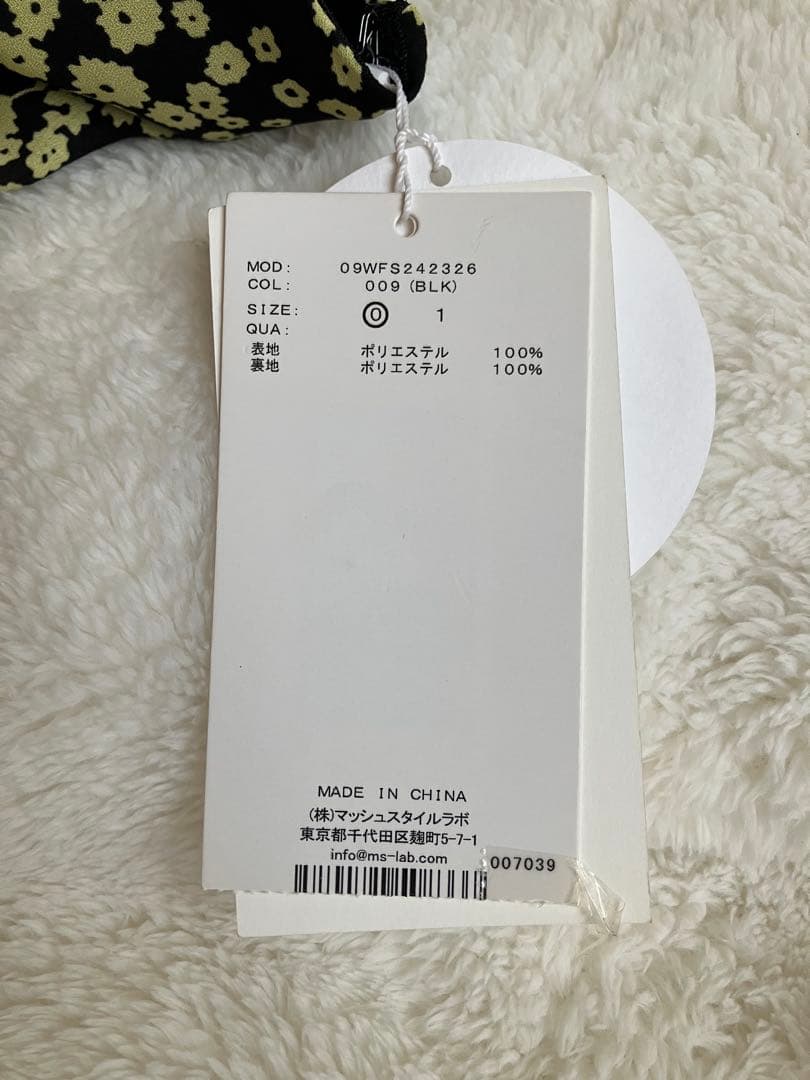 MOD: 09WFS242326
COL: 009 (BLK)
SIZE: 0 1
QUA:
表地 ポリエステル 100%
裏地 ポリエステル 100%
MADE IN CHINA
(株)マッシュスタイルラボ
東京都千代田区麹町5-7-1
info@ms-lab.com
007039